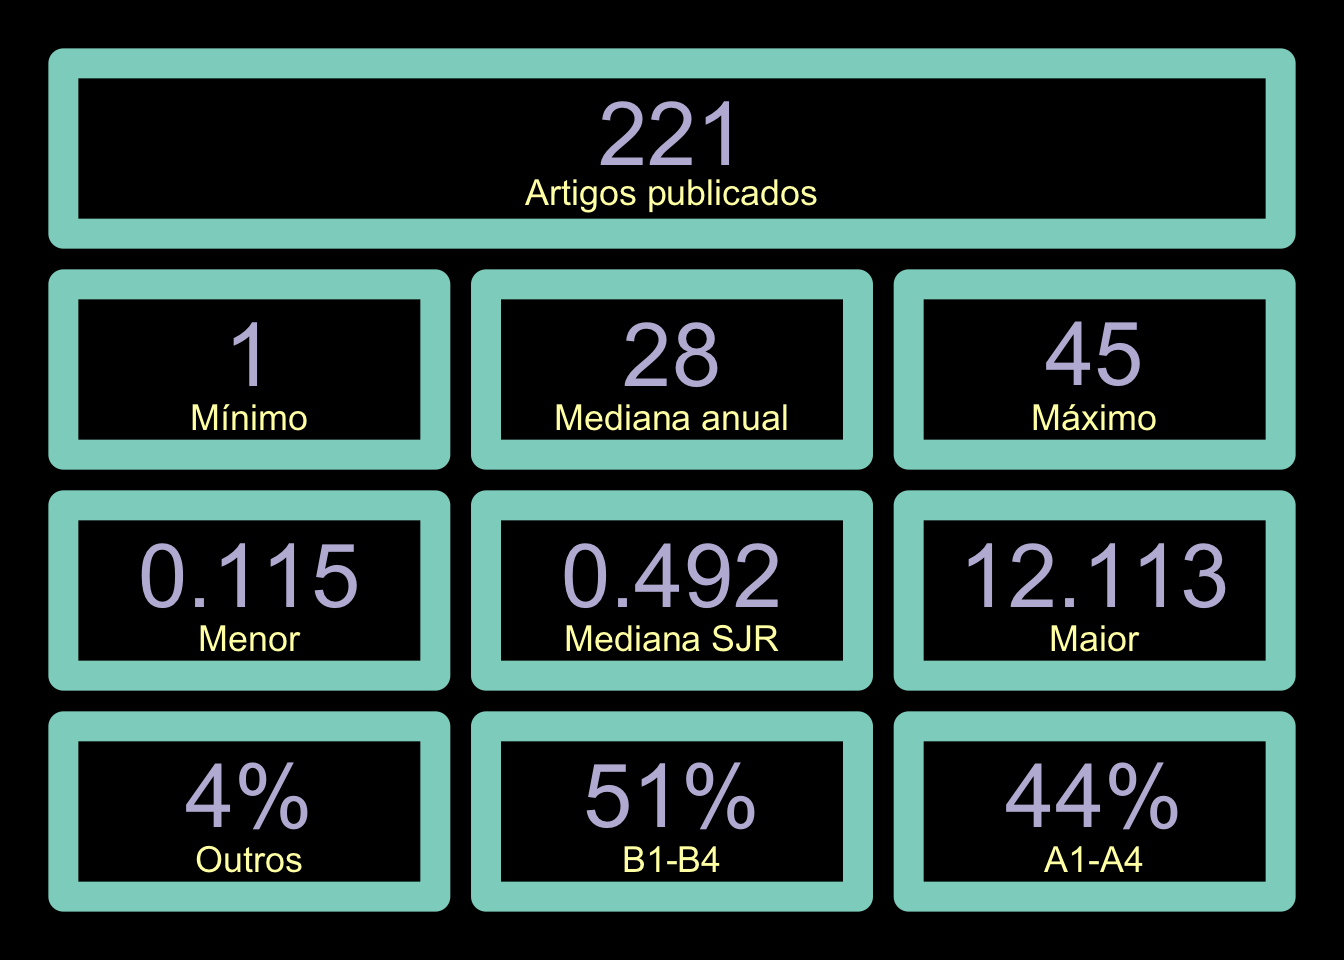 221
Artigos publicados
1
Mínimo
28
Mediana anual
45
Máximo
0.115
Menor
0.492
Mediana SJR
12.113
Maior
4%
Outros
51%
B1-B4
44%
A1-A4